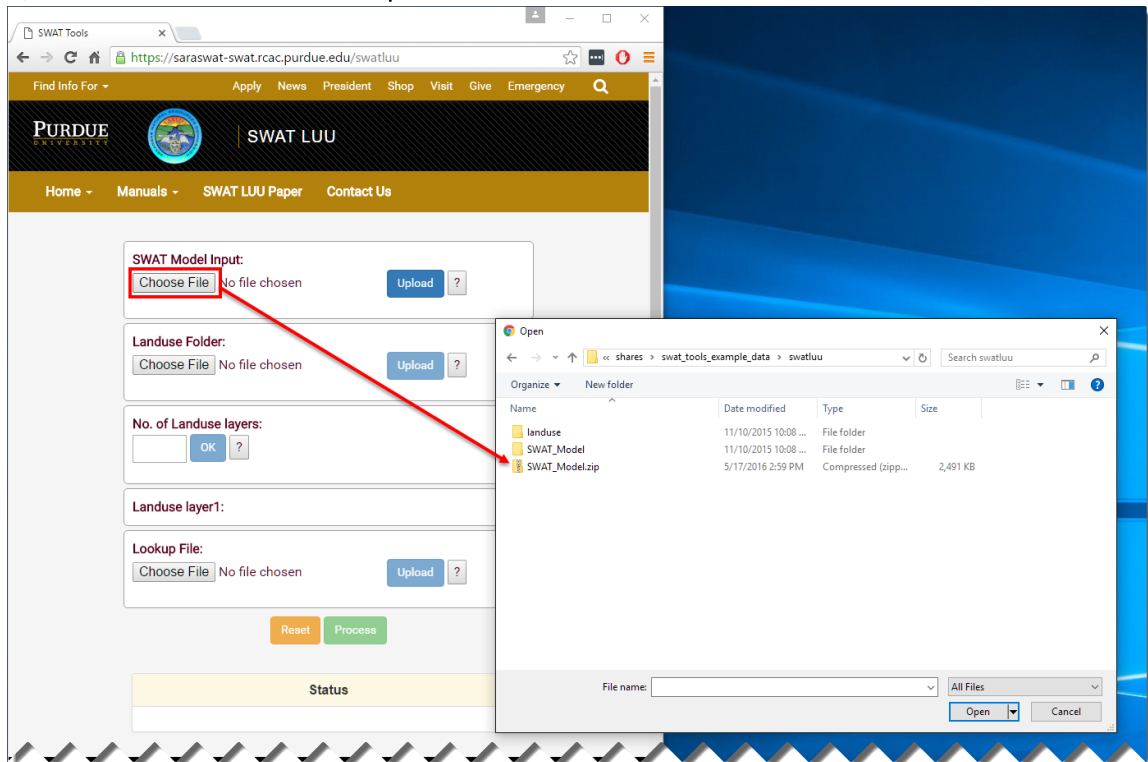 SWAT Tools
https://saraswat-swat.rcac.purdue.edu/swatluu
Find Info For Apply News President Shop Visit Give Emergency
PURDUE
UNIVERSITY
SWAT LUU
Home Manuals SWAT LUU Paper Contact Us
SWAT Model Input:
Choose File No file chosen Upload ?
Landuse Folder:
Choose File No file chosen Upload ?
No. of Landuse layers:
OK ?
Landuse layer1:
Lookup File:
Choose File No file chosen Upload ?
Reset Process
Status
Open
« shares › swat_tools_example_data › swatluu Search swatluu
Organize New folder
Name Date modified Type Size
landuse 11/10/2015 10:08 ... File folder
SWAT_Model 11/10/2015 10:08 ... File folder
SWAT_Model.zip 5/17/2016 2:59 PM Compressed (zipp... 2,491 KB
File name: All Files
Open Cancel